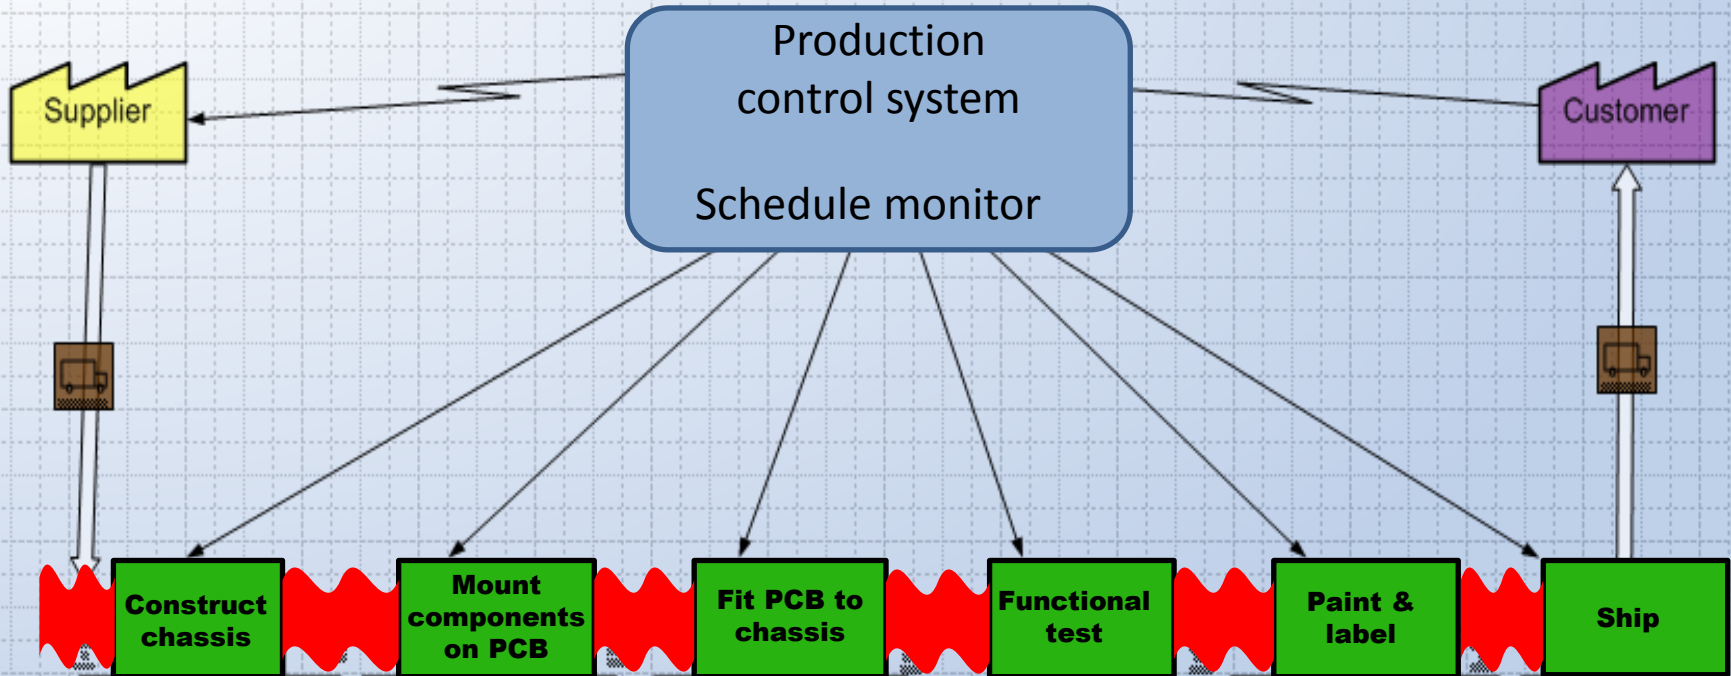 Production
control system
Schedule monitor
Supplier
Customer
Construct
chassis
Mount
components
on PCB
Fit PCB to
chassis
Functional
test
Paint &
label
Ship